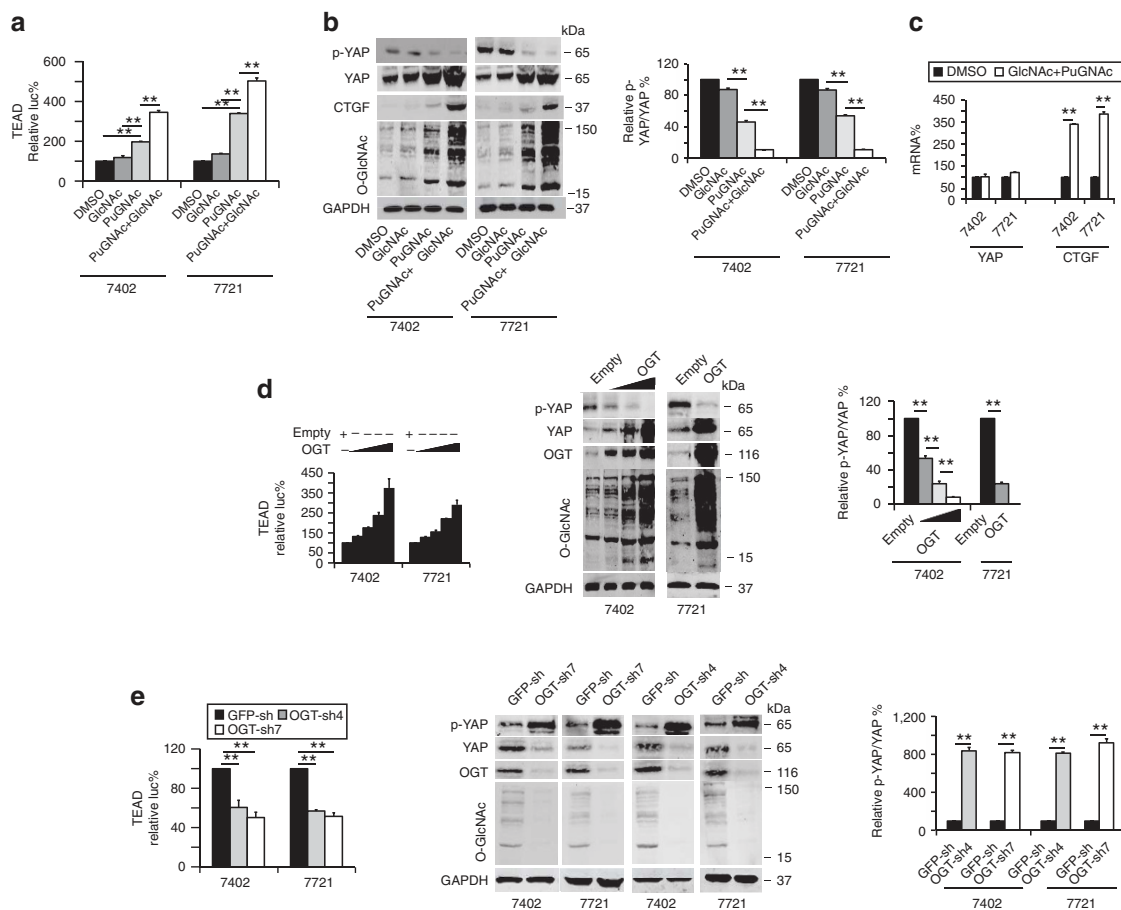 a
TEAD
Relative luc%
600
400
200
0
**
**
**
**
**
**
DMSO
GlcNAc
PuGNAc
PuGNAc+GlcNAc
DMSO
GlcNAc
PuGNAc
PuGNAc+GlcNAc
7402
7721
b
kDa
p-YAP
65
YAP
65
CTGF
37
O-GlcNAc
150
15
GAPDH
37
DMSO
GlcNAc
PuGNAc
PuGNAc+ GlcNAc
DMSO
GlcNAc
PuGNAc
PuGNAc+ GlcNAc
7402
7721
Relative p-
YAP/YAP %
120
80
40
0
**
**
**
**
DMSO
GlcNAc
PuGNAc
PuGNAc+GlcNAc
DMSO
GlcNAc
PuGNAc
PuGNAc+GlcNAc
7402
7721
c
DMSO
GlcNAc+PuGNAc
mRNA%
450
350
250
150
100
50
0
**
**
7402
7721
7402
7721
YAP
CTGF
d
Empty + − − − − + − − − −
OGT − −
TEAD
relative luc%
450
350
250
150
100
50
0
7402
7721
Empty
OGT
Empty
OGT
kDa
p-YAP
65
YAP
65
OGT
116
O-GlcNAc
150
15
GAPDH
37
7402
7721
Relative p-YAP/YAP %
120
80
40
0
**
**
**
**
Empty
OGT
Empty
OGT
7402
7721
e
GFP-sh
OGT-sh4
OGT-sh7
TEAD
relative luc%
120
80
40
0
**
**
**
**
7402
7721
GFP-sh
OGT-sh7
GFP-sh
OGT-sh7
GFP-sh
OGT-sh4
GFP-sh
OGT-sh4
kDa
p-YAP
65
YAP
65
OGT
116
O-GlcNAc
150
15
GAPDH
37
7402
7721
7402
7721
Relative p-YAP/YAP %
1,200
800
400
0
**
**
**
**
GFP-sh
OGT-sh4
GFP-sh
OGT-sh7
GFP-sh
OGT-sh4
GFP-sh
OGT-sh7
7402
7721